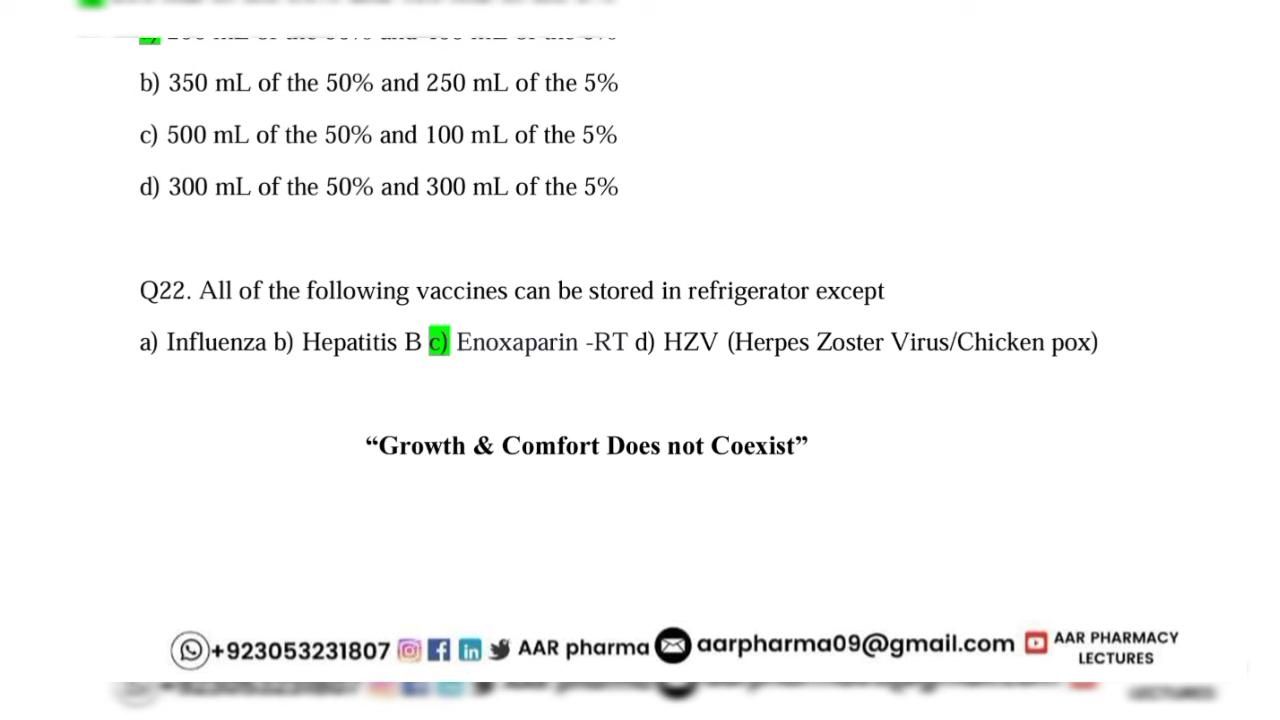 b) 350 mL of the 50% and 250 mL of the 5%
c) 500 mL of the 50% and 100 mL of the 5%
d) 300 mL of the 50% and 300 mL of the 5%
Q22. All of the following vaccines can be stored in refrigerator except
a) Influenza b) Hepatitis B c) Enoxaparin -RT d) HZV (Herpes Zoster Virus/Chicken pox)
“Growth & Comfort Does not Coexist”
+923053231807 AAR pharma aarpharma09@gmail.com AAR PHARMACY
LECTURES